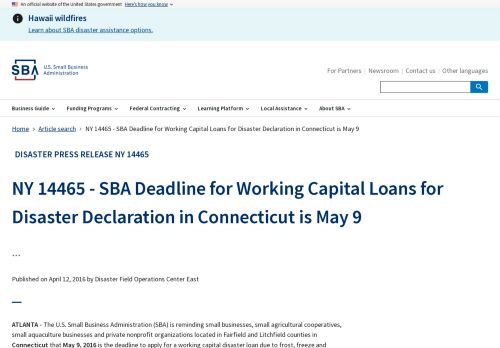 An official website of the United States government Here's how you know
Hawaii wildfires
Learn about SBA disaster assistance options.
SBA
U.S. Small Business
Administration
For Partners Newsroom Contact us Other languages
Business Guide Funding Programs Federal Contracting Learning Platform Local Assistance About SBA
Home Article search NY 14465 - SBA Deadline for Working Capital Loans for Disaster Declaration in Connecticut is May 9
DISASTER PRESS RELEASE NY 14465
NY 14465 - SBA Deadline for Working Capital Loans for
Disaster Declaration in Connecticut is May 9
...
Published on April 12, 2016 by Disaster Field Operations Center East
ATLANTA - The U.S. Small Business Administration (SBA) is reminding small businesses, small agricultural cooperatives,
small aquaculture businesses and private nonprofit organizations located in Fairfield and Litchfield counties in
Connecticut that May 9, 2016 is the deadline to apply for a working capital disaster loan due to frost, freeze and